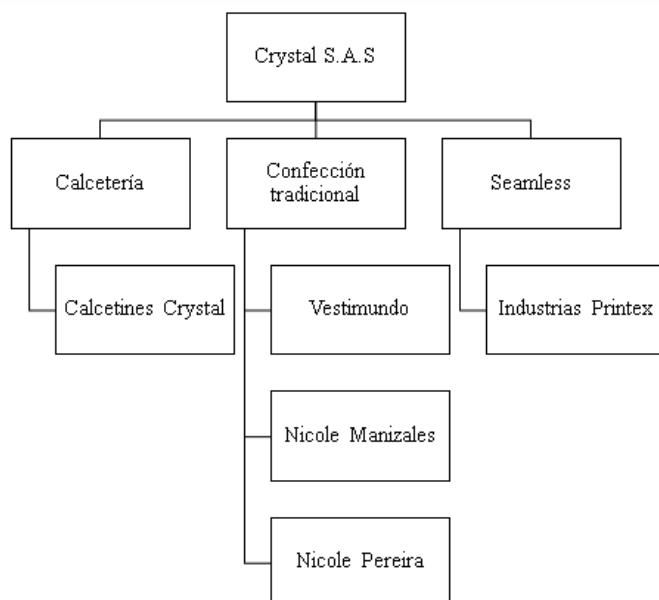 Crystal S.A.S
Calcetería
Confección
tradicional
Seamless
Calcetines Crystal
Vestimundo
Industrias Printex
Nicole Manizales
Nicole Pereira